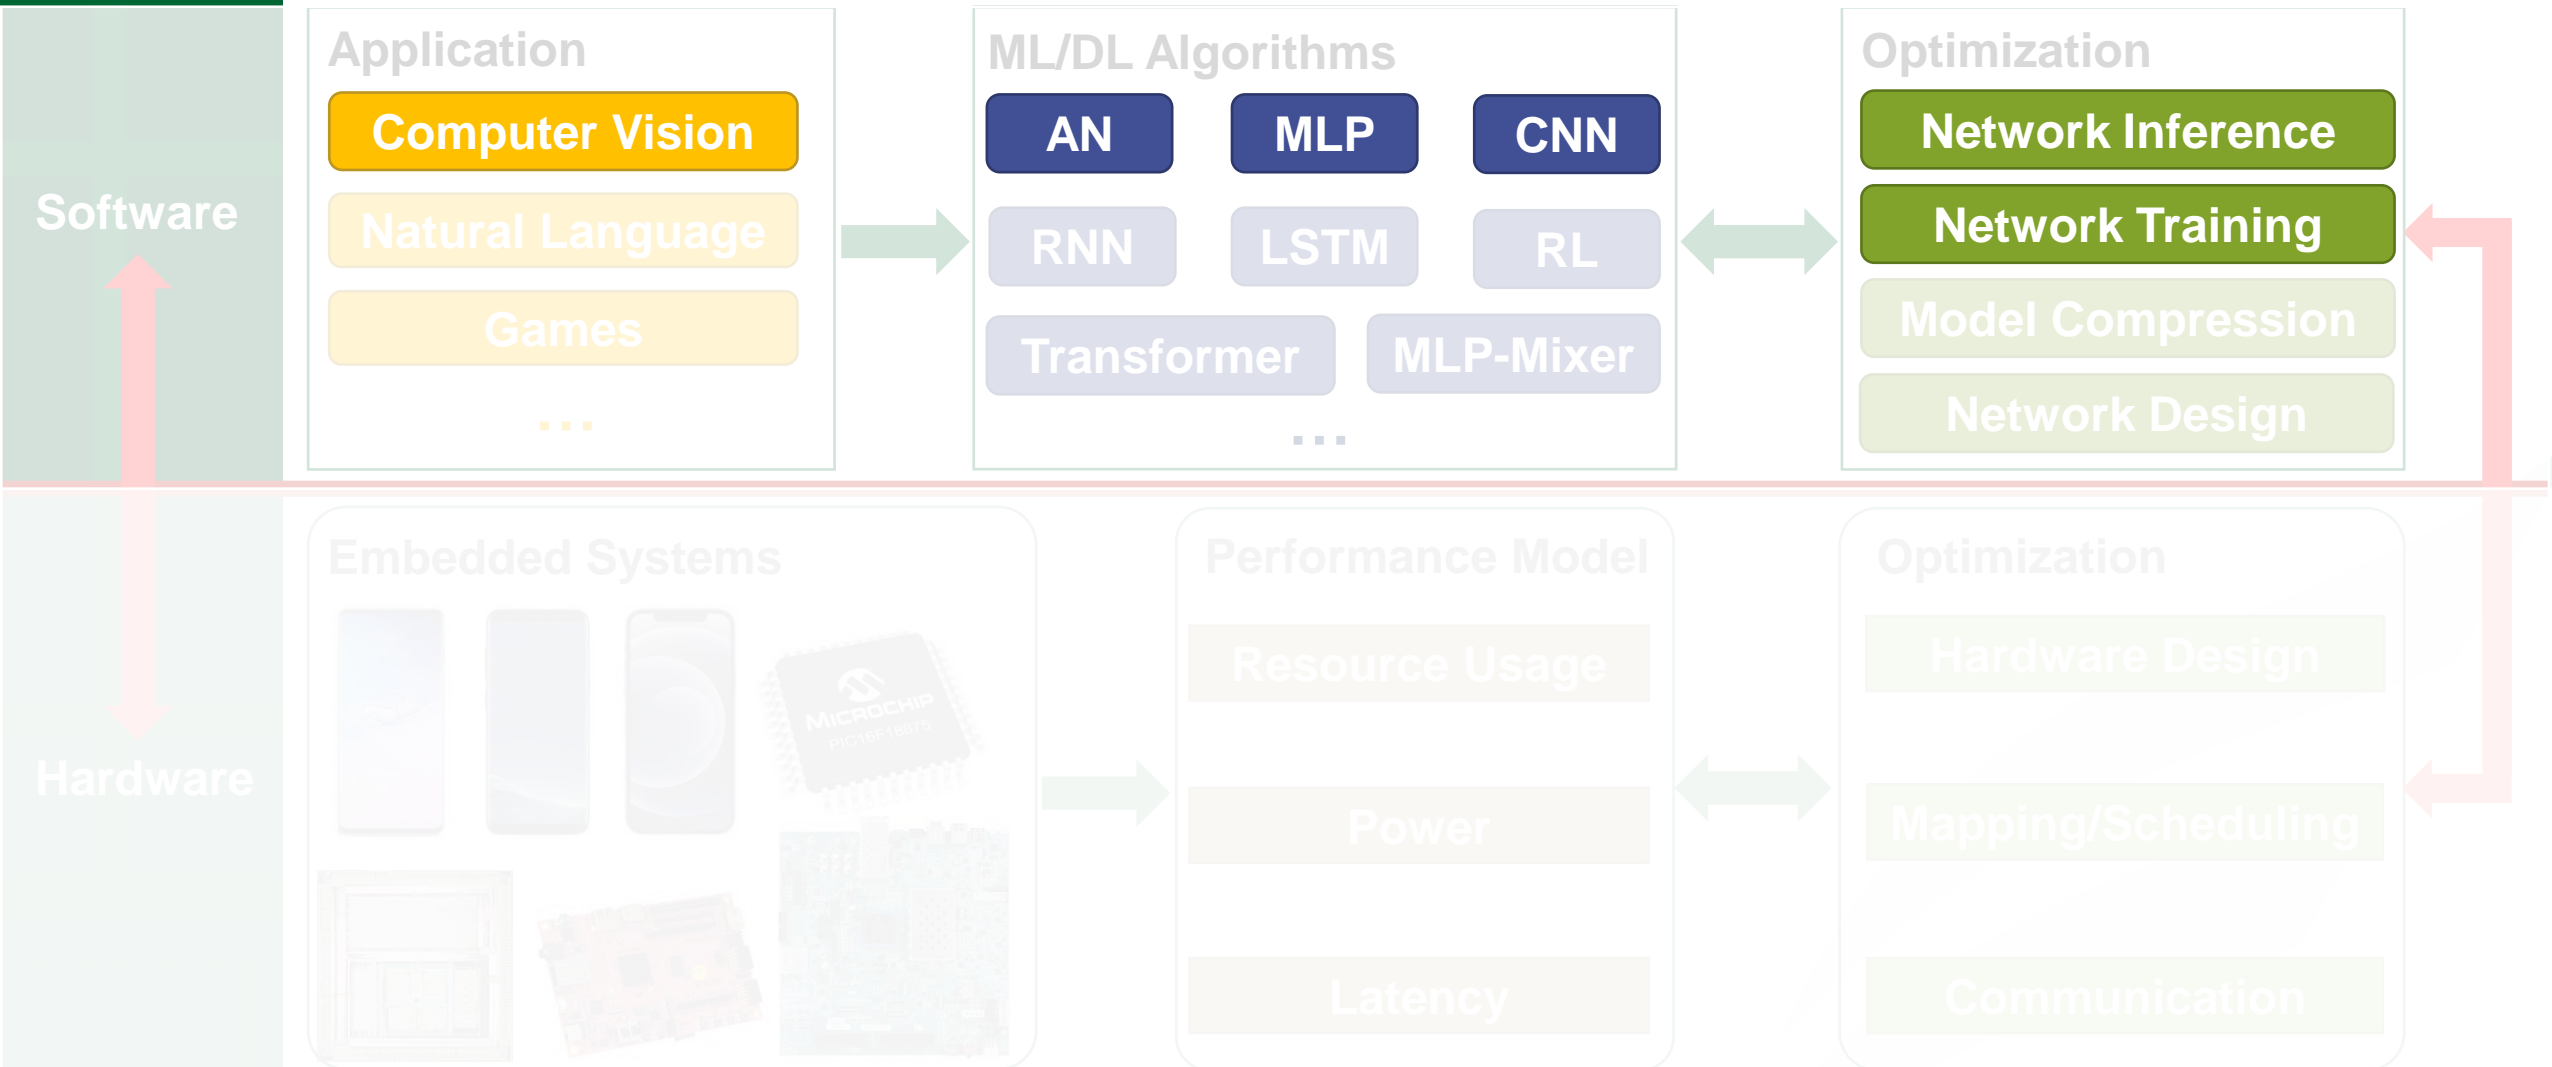 Software
Application
Computer Vision
Natural Language
Games
...
ML/DL Algorithms
AN
MLP
CNN
RNN
LSTM
RL
Transformer
MLP-Mixer
...
Optimization
Network Inference
Network Training
Model Compression
Network Design
Hardware
Embedded Systems
MICROCHIP
PIC16F18875
Performance Model
Resource Usage
Power
Latency
Optimization
Hardware Design
Mapping/Scheduling
Communication